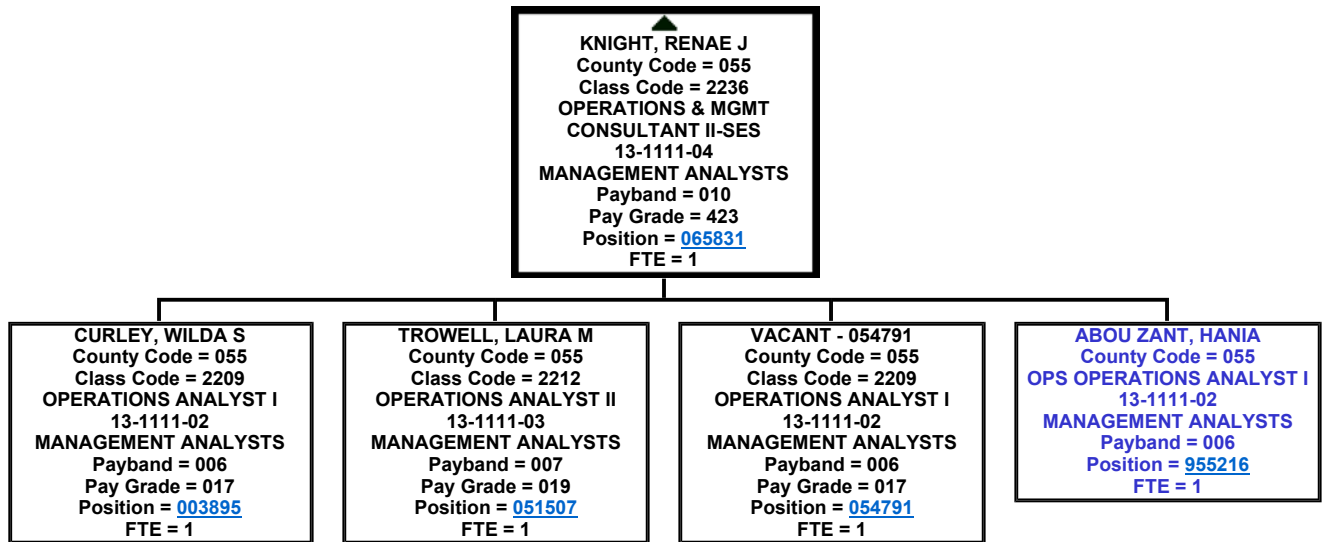 KNIGHT, RENAE J
County Code = 055
Class Code = 2236
OPERATIONS & MGMT
CONSULTANT II-SES
13-1111-04
MANAGEMENT ANALYSTS
Payband = 010
Pay Grade = 423
Position = 065831
FTE = 1
CURLEY, WILDA S
County Code = 055
Class Code = 2209
OPERATIONS ANALYST I
13-1111-02
MANAGEMENT ANALYSTS
Payband = 006
Pay Grade = 017
Position = 003895
FTE = 1
TROWELL, LAURA M
County Code = 055
Class Code = 2212
OPERATIONS ANALYST II
13-1111-03
MANAGEMENT ANALYSTS
Payband = 007
Pay Grade = 019
Position = 051507
FTE = 1
VACANT - 054791
County Code = 055
Class Code = 2209
OPERATIONS ANALYST I
13-1111-02
MANAGEMENT ANALYSTS
Payband = 006
Pay Grade = 017
Position = 054791
FTE = 1
ABOU ZANT, HANIA
County Code = 055
OPS OPERATIONS ANALYST I
13-1111-02
MANAGEMENT ANALYSTS
Payband = 006
Position = 955216
FTE = 1